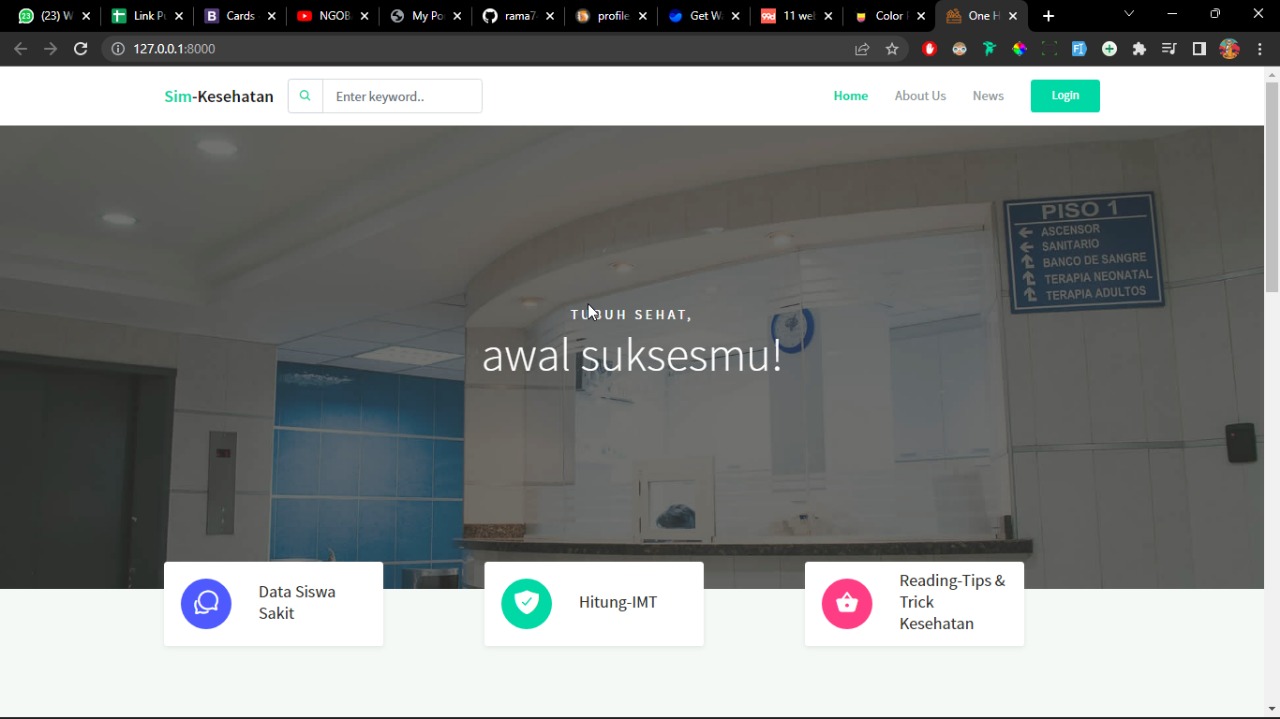 (23) W
Link Pu
Cards
NGOB
My Po
rama7
profile
Get Wa
11 wel
Color
One H
127.0.0.1:8000
Sim-Kesehatan
Enter keyword..
Home
About Us
News
Login
PISO 1
ASCENSOR
SANITARIO
BANCO DE SANGRE
TERAPIA NEONATAL
TERAPIA ADULTOS
TUBUH SEHAT,
awal suksesmu!
Data Siswa
Sakit
Hitung-IMT
Reading-Tips &
Trick
Kesehatan